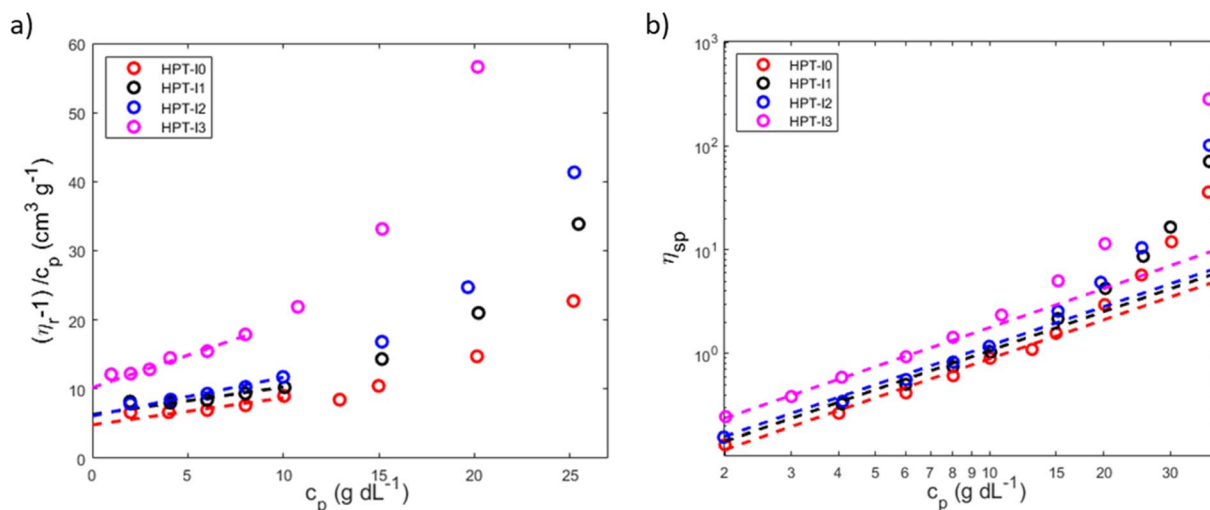 a)
60
50
40
30
20
10
0
(ηr-1) /cp (cm³ g⁻¹)
HPT-I0
HPT-I1
HPT-I2
HPT-I3
0 5 10 15 20 25
cp (g dL⁻¹)
b)
10³
10²
10¹
10⁰
ηsp
HPT-I0
HPT-I1
HPT-I2
HPT-I3
2 3 4 5 6 7 8 9 10 15 20 30
cp (g dL⁻¹)